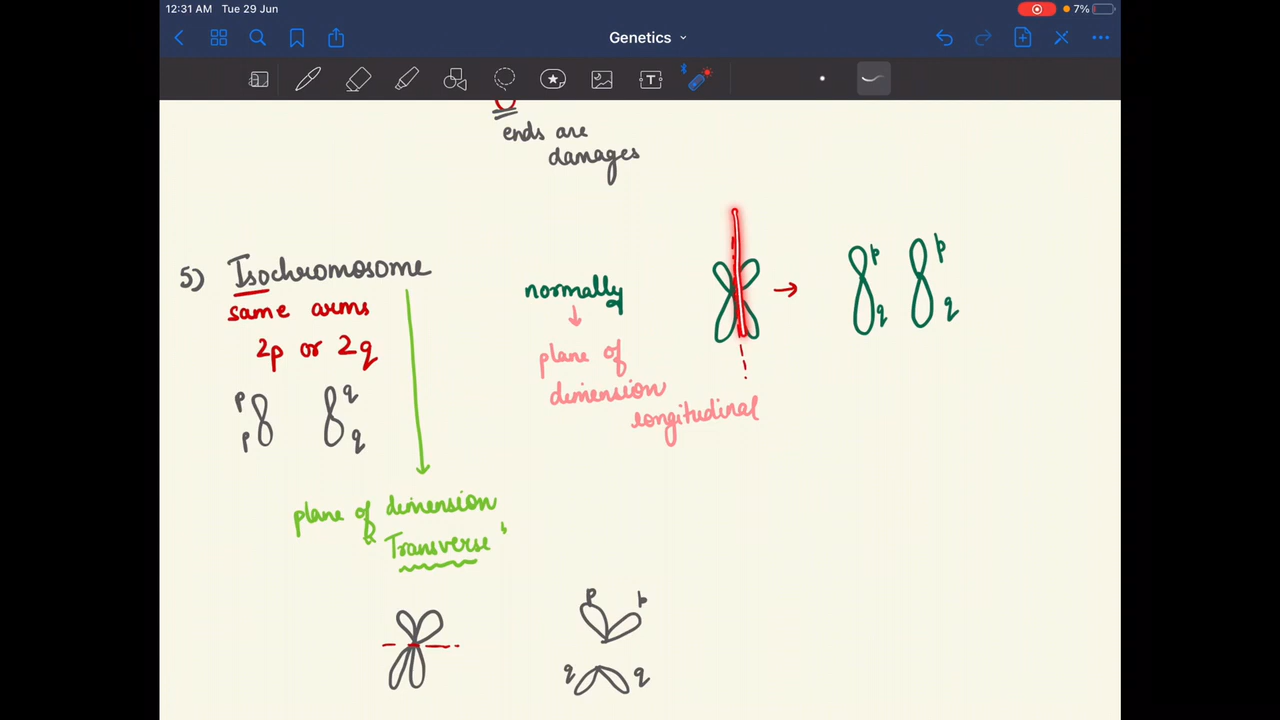 12:31 AM Tue 29 Jun
7%
Genetics
T
ends are
damages
5) Isochromosome
same arms
2p or 2q
p
p
q
q
normally
plane of
dimension
longitudinal
p p
q q
plane of dimension
Transverse
p p
q q